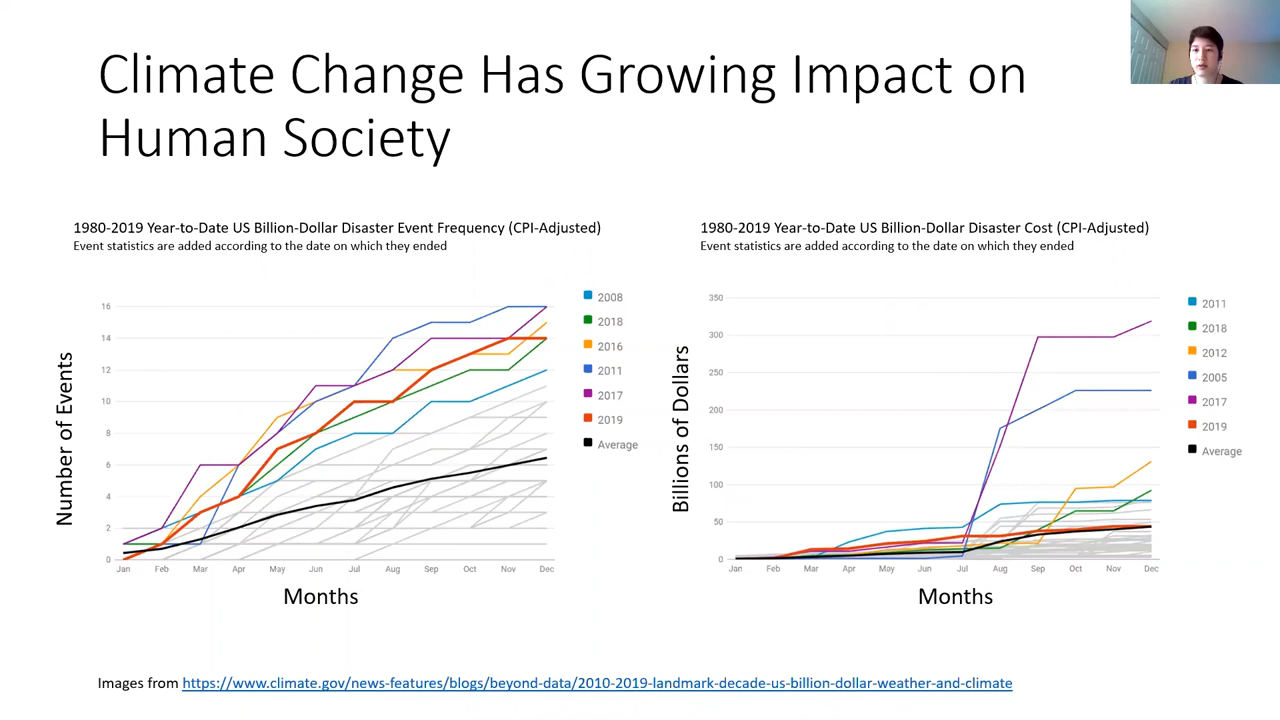 Climate Change Has Growing Impact on
Human Society
1980-2019 Year-to-Date US Billion-Dollar Disaster Event Frequency (CPI-Adjusted)
Event statistics are added according to the date on which they ended
Number of Events
16
14
12
10
8
6
4
2
0
Jan Feb Mar Apr May Jun Jul Aug Sep Oct Nov Dec
Months
2008
2018
2016
2011
2017
2019
Average
1980-2019 Year-to-Date US Billion-Dollar Disaster Cost (CPI-Adjusted)
Event statistics are added according to the date on which they ended
Billions of Dollars
350
300
250
200
150
100
50
0
Jan Feb Mar Apr May Jun Jul Aug Sep Oct Nov Dec
Months
2011
2018
2012
2005
2017
2019
Average
Images from https://www.climate.gov/news-features/blogs/beyond-data/2010-2019-landmark-decade-us-billion-dollar-weather-and-climate